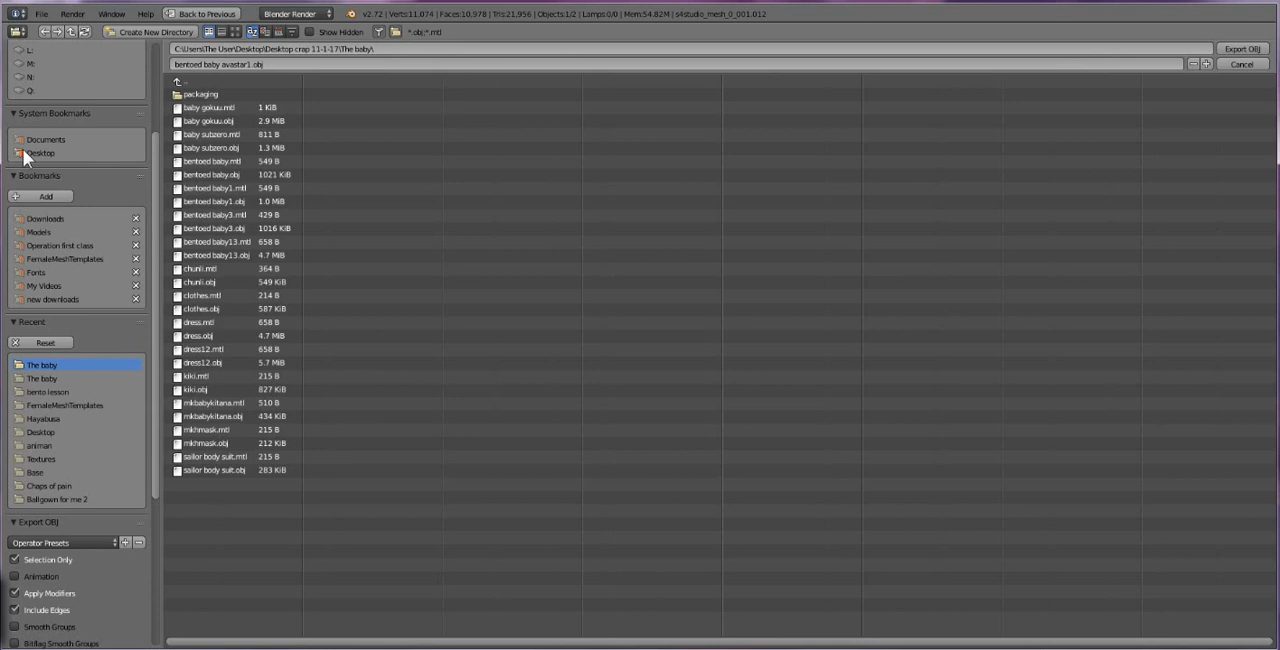 File Render Window Help Back to Previous Blender Render v2.72 | Verts:11,074 | Faces:10,978 | Tris:21,956 | Objects:1/2 | Lamps:0/0 | Mem:54.82M | s4studio_mesh_0_001.012
Create New Directory Show Hidden *.obj;*.mtl
C:\Users\The User\Desktop\Desktop crap 11-1-17\The baby\ Export OBJ
bentoed baby avastar1.obj Cancel
L:
M:
N:
Q:
System Bookmarks
Documents
Desktop
Bookmarks
Add
Downloads
Models
Operation first class
FemaleMeshTemplates
Fonts
My Videos
new downloads
Recent
Reset
The baby
The baby
bento lesson
FemaleMeshTemplates
Hayabusa
Desktop
animan
Textures
Base
Chaps of pain
Ballgown for me 2
Export OBJ
Operator Presets
Selection Only
Animation
Apply Modifiers
Include Edges
Smooth Groups
Bitflag Smooth Groups
..
packaging
baby gokuu.mtl 1 KiB
baby gokuu.obj 2.9 MiB
baby subzero.mtl 811 B
baby subzero.obj 1.3 MiB
bentoed baby.mtl 549 B
bentoed baby.obj 1021 KiB
bentoed baby1.mtl 549 B
bentoed baby1.obj 1.0 MiB
bentoed baby3.mtl 429 B
bentoed baby3.obj 1016 KiB
bentoed baby13.mtl 658 B
bentoed baby13.obj 4.7 MiB
chunli.mtl 364 B
chunli.obj 549 KiB
clothes.mtl 214 B
clothes.obj 587 KiB
dress.mtl 658 B
dress.obj 4.7 MiB
dress12.mtl 658 B
dress12.obj 5.7 MiB
kiki.mtl 215 B
kiki.obj 827 KiB
mkbabykitana.mtl 510 B
mkbabykitana.obj 434 KiB
mkhmask.mtl 215 B
mkhmask.obj 212 KiB
sailor body suit.mtl 215 B
sailor body suit.obj 283 KiB